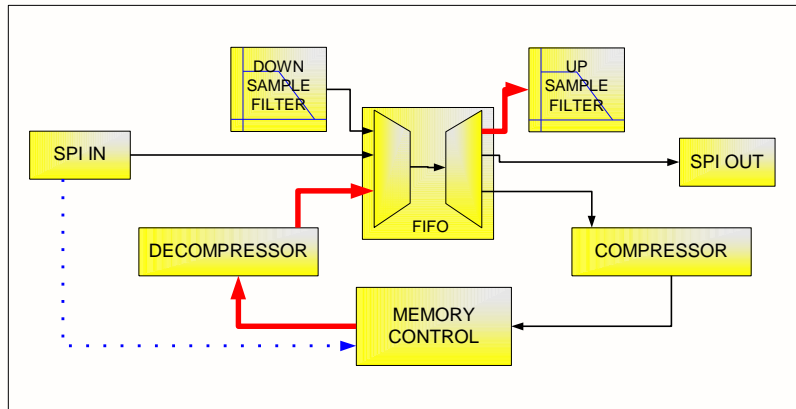 DOWN
SAMPLE
FILTER
UP
SAMPLE
FILTER
SPI IN
SPI OUT
FIFO
DECOMPRESSOR
COMPRESSOR
MEMORY
CONTROL